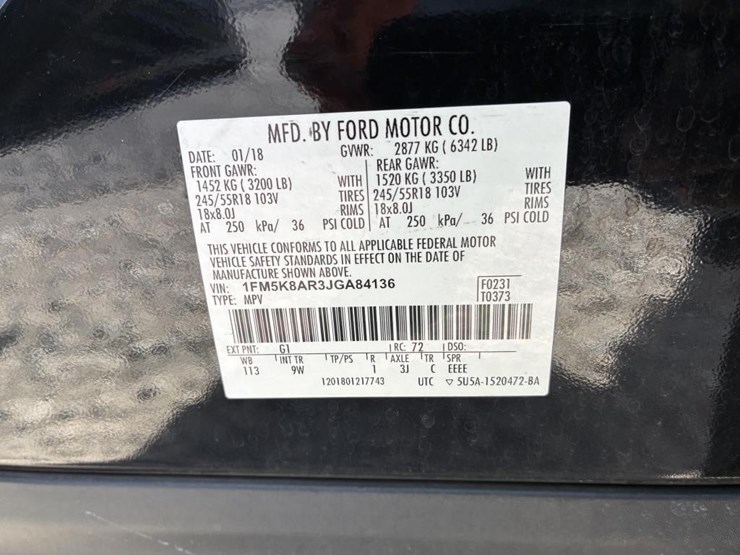 MFD. BY FORD MOTOR CO.
DATE: 01/18 GVWR: 2877 KG ( 6342 LB)
FRONT GAWR: REAR GAWR:
1452 KG ( 3200 LB) WITH 1520 KG ( 3350 LB) WITH
245/55R18 103V TIRES 245/55R18 103V TIRES
18x8.0J RIMS 18x8.0J RIMS
AT 250 kPa/ 36 PSI COLD AT 250 kPa/ 36 PSI COLD
THIS VEHICLE CONFORMS TO ALL APPLICABLE FEDERAL MOTOR
VEHICLE SAFETY STANDARDS IN EFFECT ON THE DATE OF
MANUFACTURE SHOWN ABOVE.
VIN: 1FM5K8AR3JGA84136 F0231
TYPE: MPV T0373
EXT PNT: G1 RC: 72 DSO:
WB INT TR TP/PS R AXLE TR SPR
113 9W 1 3J C EEEE
1201801217743 UTC ▽ 5U5A-1520472-BA